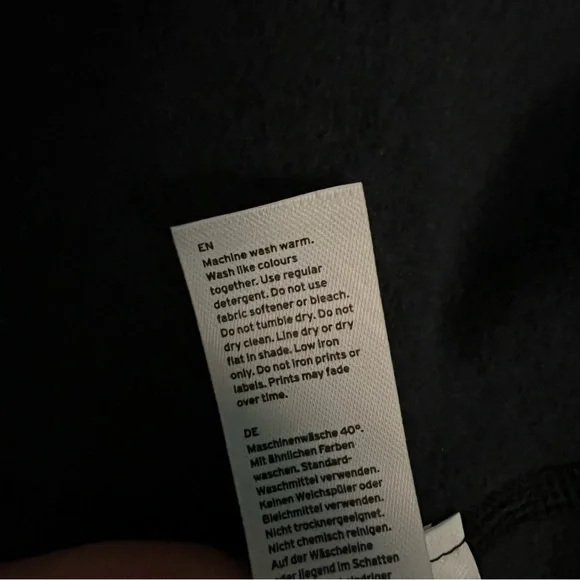 EN
Machine wash warm.
Wash like colours
together. Use regular
detergent. Do not use
fabric softener or bleach.
Do not tumble dry. Do not
dry clean. Line dry or dry
flat in shade. Low iron
only. Do not iron prints or
labels. Prints may fade
over time.
DE
Maschinenwäsche 40°.
Mit ähnlichen Farben
waschen. Standard-
Waschmittel verwenden.
Keinen Weichspüler oder
Bleichmittel verwenden.
Nicht trocknergeeignet.
Nicht chemisch reinigen.
Auf der Wäscheleine
oder liegend im Schatten